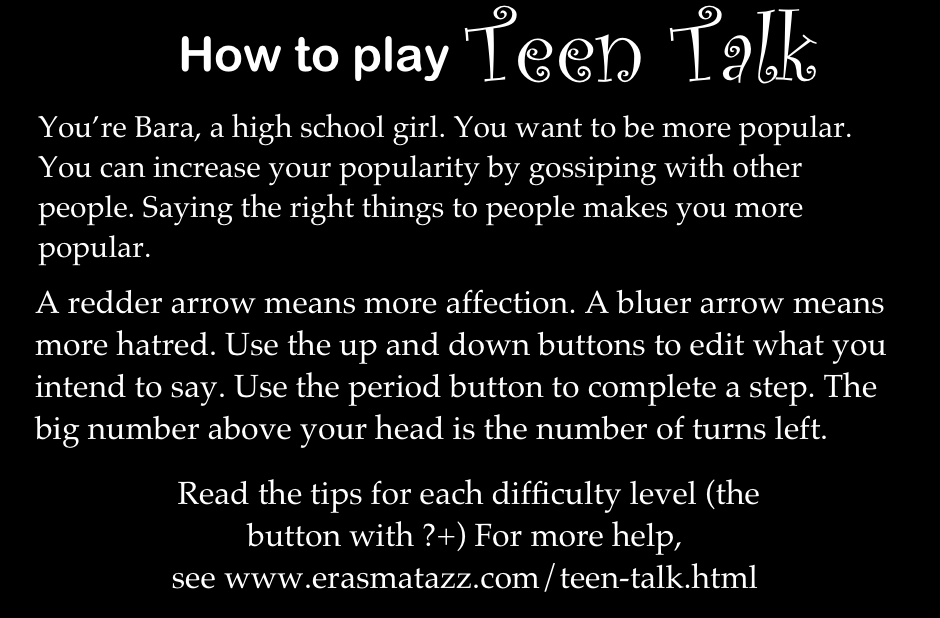 How to play Teen Talk
You’re Bara, a high school girl. You want to be more popular.
You can increase your popularity by gossiping with other
people. Saying the right things to people makes you more
popular.
A redder arrow means more affection. A bluer arrow means
more hatred. Use the up and down buttons to edit what you
intend to say. Use the period button to complete a step. The
big number above your head is the number of turns left.
Read the tips for each difficulty level (the
button with ?+) For more help,
see www.erasmatazz.com/teen-talk.html